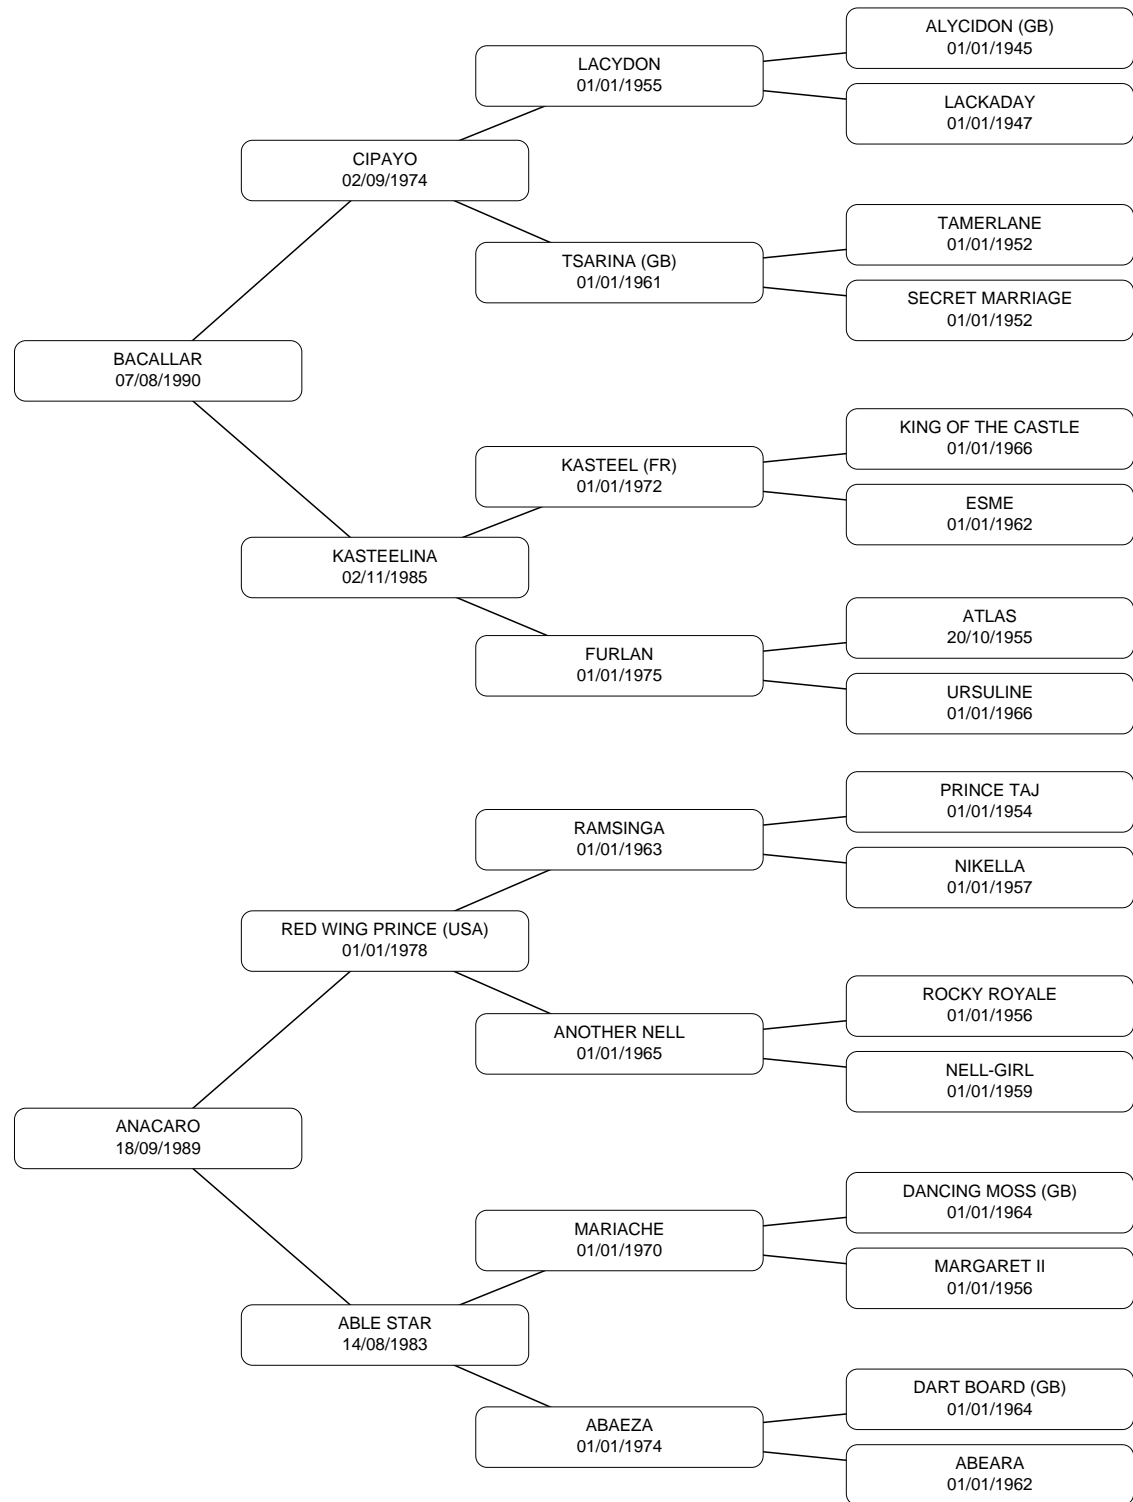 ALYCIDON (GB)
01/01/1945
LACYDON
01/01/1955
LACKADAY
01/01/1947
CIPAYO
02/09/1974
TAMERLANE
01/01/1952
TSARINA (GB)
01/01/1961
SECRET MARRIAGE
01/01/1952
BACALLAR
07/08/1990
KING OF THE CASTLE
01/01/1966
KASTEEL (FR)
01/01/1972
ESME
01/01/1962
KASTEELINA
02/11/1985
ATLAS
20/10/1955
FURLAN
01/01/1975
URSULINE
01/01/1966
PRINCE TAJ
01/01/1954
RAMSINGA
01/01/1963
NIKELLA
01/01/1957
RED WING PRINCE (USA)
01/01/1978
ROCKY ROYALE
01/01/1956
ANOTHER NELL
01/01/1965
NELL-GIRL
01/01/1959
ANACARO
18/09/1989
DANCING MOSS (GB)
01/01/1964
MARIACHE
01/01/1970
MARGARET II
01/01/1956
ABLE STAR
14/08/1983
DART BOARD (GB)
01/01/1964
ABAEZA
01/01/1974
ABEARA
01/01/1962